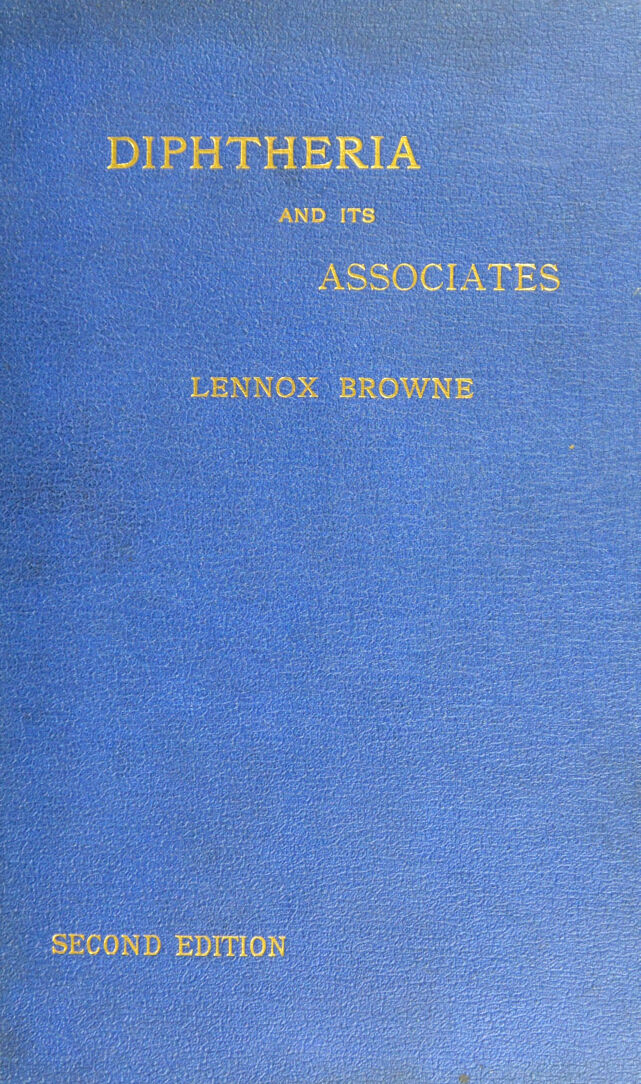 DIPHTHERIA
AND ITS
ASSOCIATES
LENNOX BROWNE
SECOND EDITION